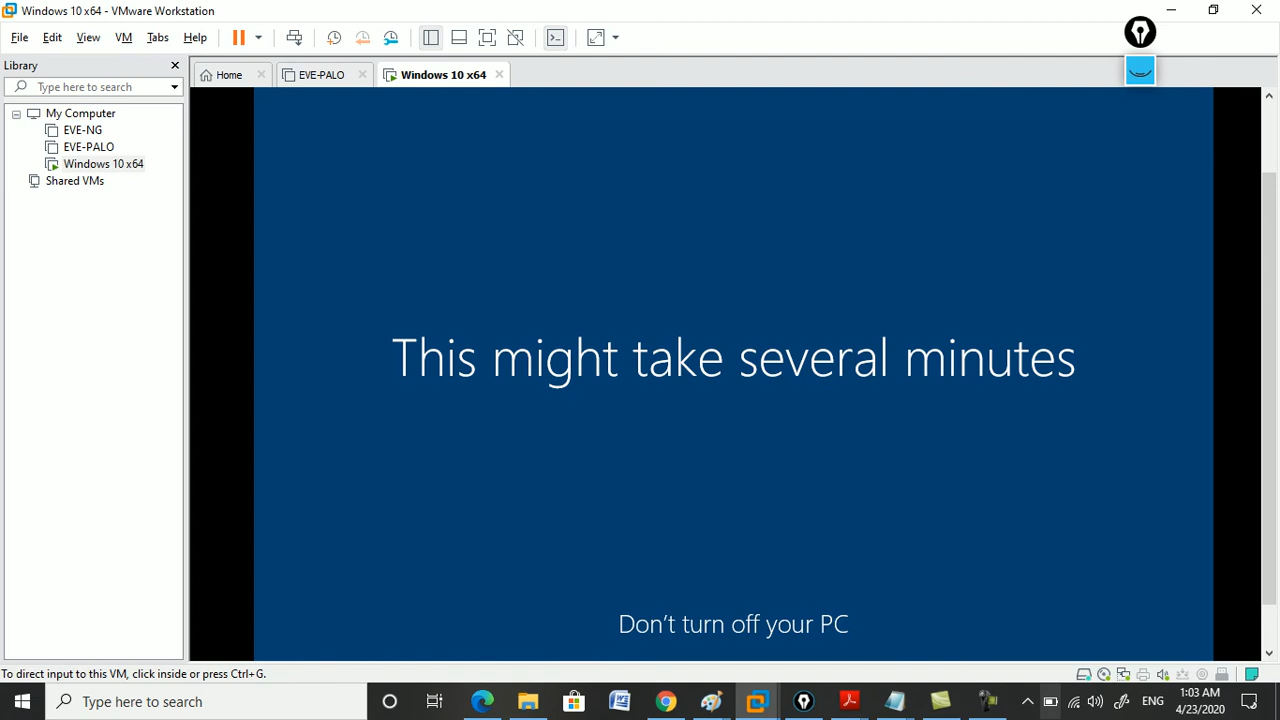 Windows 10 x64 - VMware Workstation
File Edit View VM Tabs Help
Library
Type here to search
My Computer
EVE-NG
EVE-PALO
Windows 10 x64
Shared VMs
Home EVE-PALO Windows 10 x64
This might take several minutes
Don't turn off your PC
To direct input to this VM, click inside or press Ctrl+G.
Type here to search
ENG
1:03 AM
4/23/2020